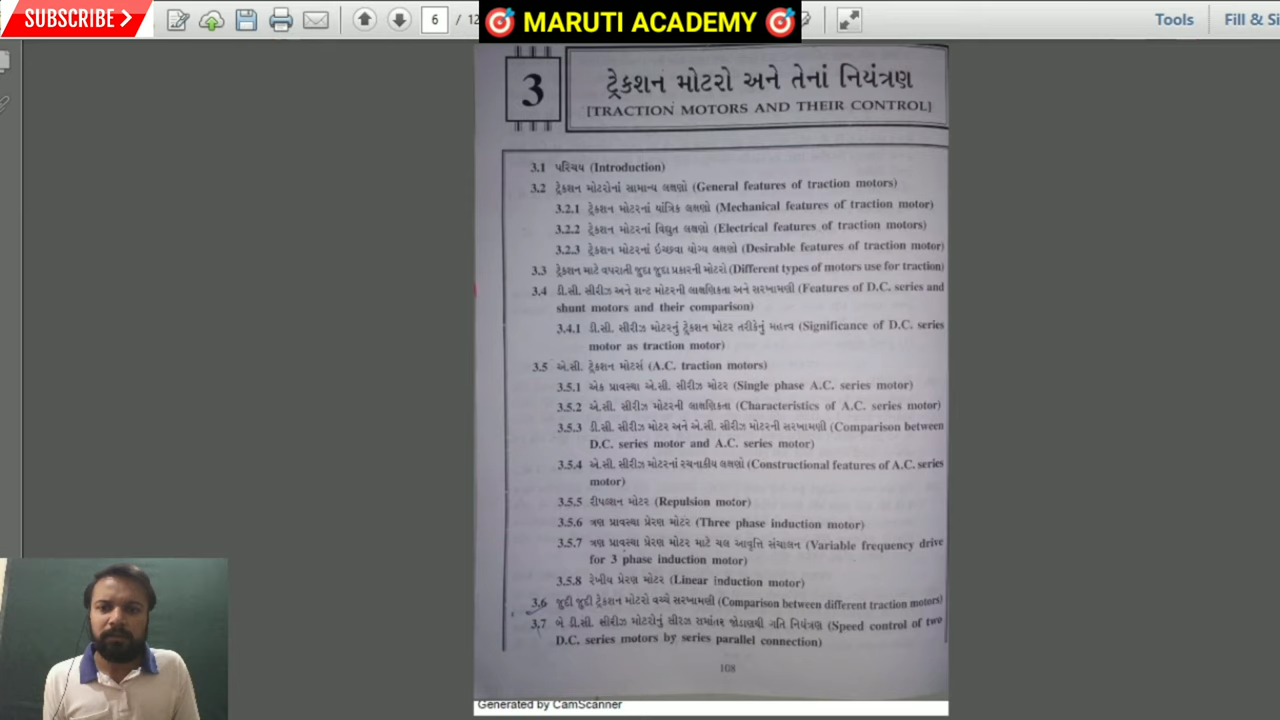 SUBSCRIBE
6 / 12
🎯 MARUTI ACADEMY 🎯
Tools
Fill & Si
3
ટ્રેક્શન મોટરો અને તેનાં નિયંત્રણ
[TRACTION MOTORS AND THEIR CONTROL]
3.1 પરિચય (Introduction)
3.2 ટ્રેક્શન મોટરોનાં સામાન્ય લક્ષણો (General features of traction motors)
3.2.1 ટ્રેક્શન મોટરનાં યાંત્રિક લક્ષણો (Mechanical features of traction motor)
3.2.2 ટ્રેક્શન મોટરનાં વિદ્યુત લક્ષણો (Electrical features of traction motors)
3.2.3 ટ્રેક્શન મોટરનાં ઇચ્છવા યોગ્ય લક્ષણો (Desirable features of traction motor)
3.3 ટ્રેક્શન માટે વપરાતી જુદા જુદા પ્રકારની મોટરો (Different types of motors use for traction)
3.4 ડી.સી. સીરીઝ અને શન્ટ મોટરની લાક્ષણિકતા અને સરખામણી (Features of D.C. series and
shunt motors and their comparison)
3.4.1 ડી.સી. સીરીઝ મોટરનું ટ્રેક્શન મોટર તરીકેનું મહત્વ (Significance of D.C. series
motor as traction motor)
3.5 એ.સી. ટ્રેક્શન મોટર્સ (A.C. traction motors)
3.5.1 એક પ્રાવસ્થા એ.સી. સીરીઝ મોટર (Single phase A.C. series motor)
3.5.2 એ.સી. સીરીઝ મોટરની લાક્ષણિકતા (Characteristics of A.C. series motor)
3.5.3 ડી.સી. સીરીઝ મોટર અને એ.સી. સીરીઝ મોટરની સરખામણી (Comparison between
D.C. series motor and A.C. series motor)
3.5.4 એ.સી. સીરીઝ મોટરનાં રચનાકીય લક્ષણો (Constructional features of A.C. series
motor)
3.5.5 રીપલ્શન મોટર (Repulsion motor)
3.5.6 ત્રણ પ્રાવસ્થા પ્રેરણ મોટર (Three phase induction motor)
3.5.7 ત્રણ પ્રાવસ્થા પ્રેરણ મોટર માટે ચલ આવૃત્તિ સંચાલન (Variable frequency drive
for 3 phase induction motor)
3.5.8 રેખીય પ્રેરણ મોટર (Linear induction motor)
3.6 જુદી જુદી ટ્રેક્શન મોટરો વચ્ચે સરખામણી (Comparison between different traction motors)
3.7 બે ડી.સી. સીરીઝ મોટરોનું સીરઝ સમાંતર જોડાણથી ગતિ નિયંત્રણ (Speed control of two
D.C. series motors by series parallel connection)
108
Generated by CamScanner